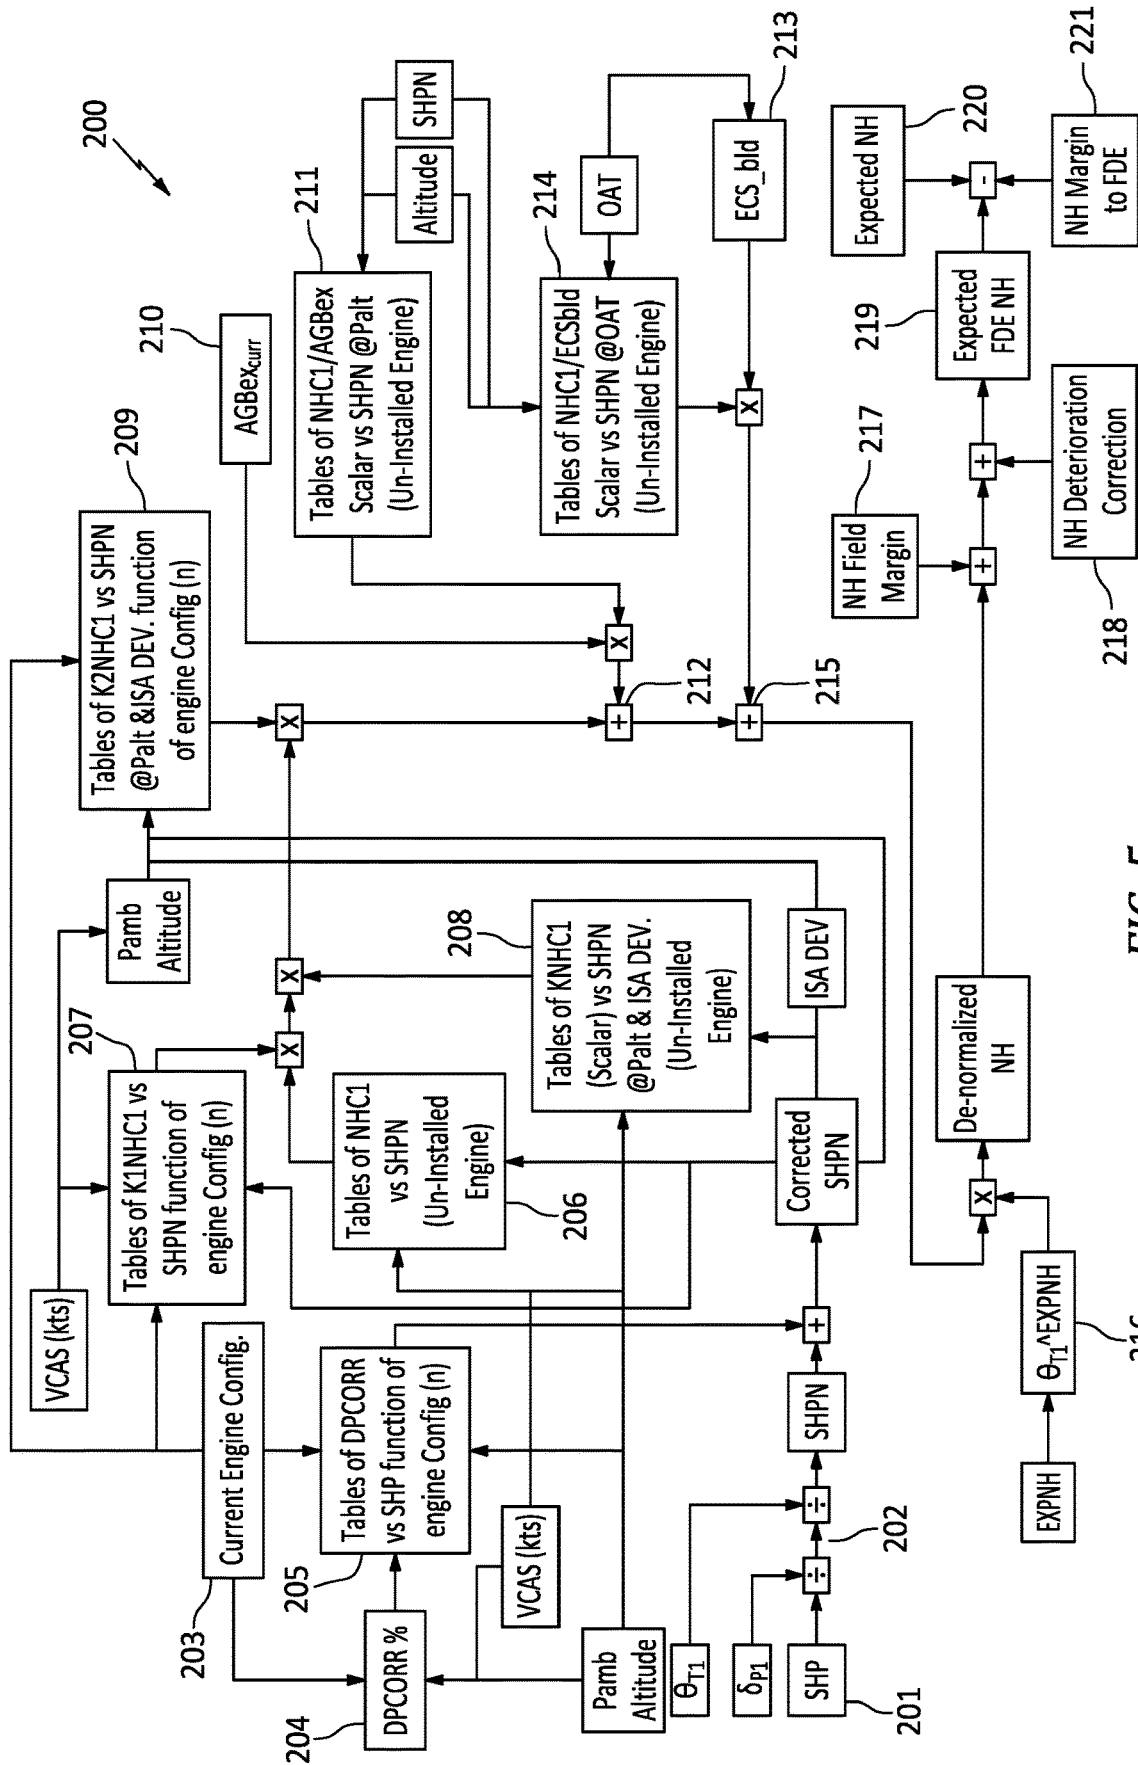 200
VCAS (kts)
Current Engine Config.
203
204
DPCORR %
205
Tables of DPCORR
vs SHP function of
engine Config (n)
VCAS (kts)
Pamb
Altitude
θT1
δP1
SHP
201
÷
÷
202
SHPN
+
Corrected
SHPN
ISA DEV
207
Tables of K1NHC1 vs
SHPN function of
engine Config (n)
Pamb
Altitude
Tables of NHC1
vs SHPN
(Un-Installed
Engine)
206
208
Tables of KNHC1
(Scalar) vs SHPN
@Palt & ISA DEV.
(Un-Installed
Engine)
X
X
X
209
Tables of K2NHC1 vs SHPN
@Palt &ISA DEV. function
of engine Config (n)
210
AGBexcurr
211
Tables of NHC1/AGBex
Scalar vs SHPN @Palt
(Un-Installed Engine)
Altitude
SHPN
X
+
212
214
Tables of NHC1/ECSbld
Scalar vs SHPN @OAT
(Un-Installed Engine)
OAT
ECS_bld
213
X
+
215
EXPNH
θT1^EXPNH
216
X
De-normalized
NH
217
NH Field
Margin
+
+
NH Deterioration
Correction
218
219
Expected
FDE NH
Expected NH
220
-
NH Margin
to FDE
221
FIG. 5